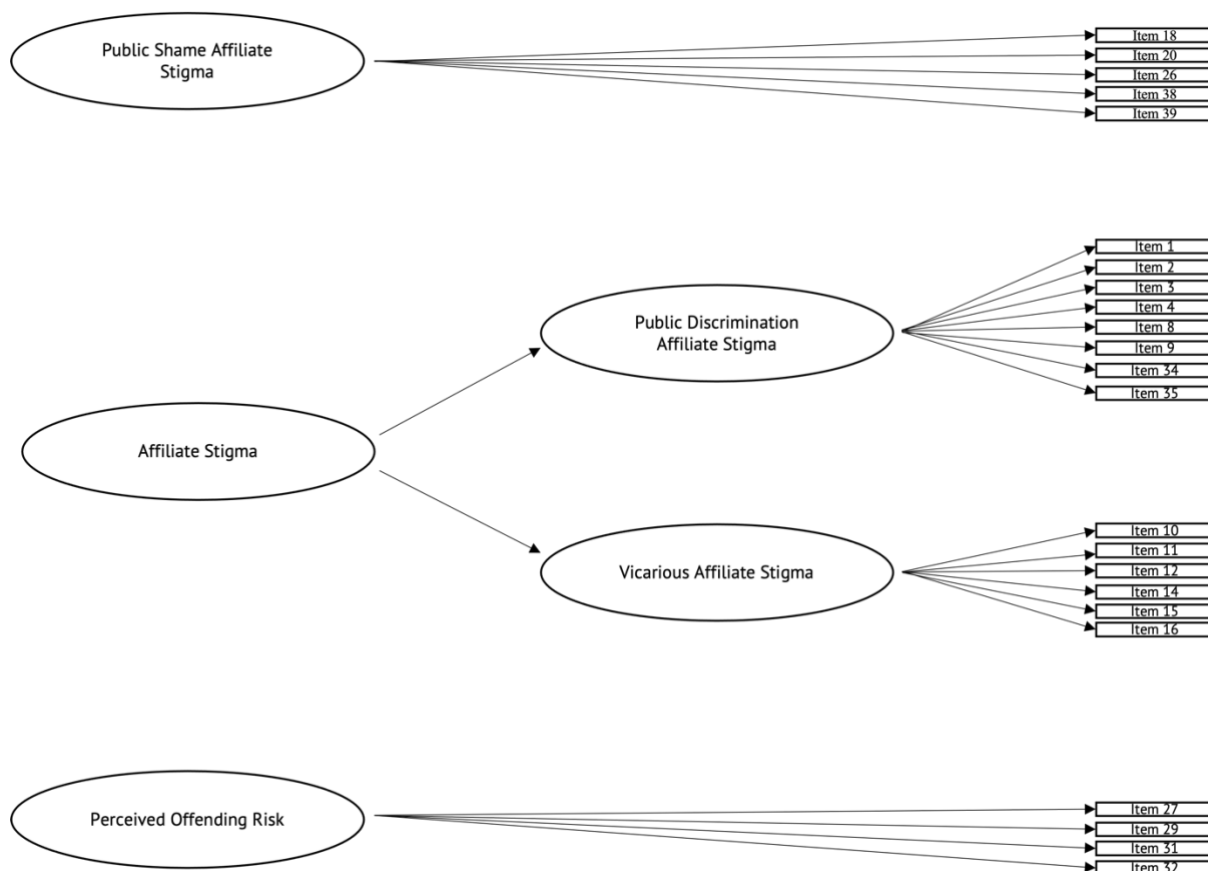 Public Shame Affiliate
Stigma
Item 18
Item 20
Item 26
Item 38
Item 39
Affiliate Stigma
Public Discrimination
Affiliate Stigma
Item 1
Item 2
Item 3
Item 4
Item 8
Item 9
Item 34
Item 35
Vicarious Affiliate Stigma
Item 10
Item 11
Item 12
Item 14
Item 15
Item 16
Perceived Offending Risk
Item 27
Item 29
Item 31
Item 32